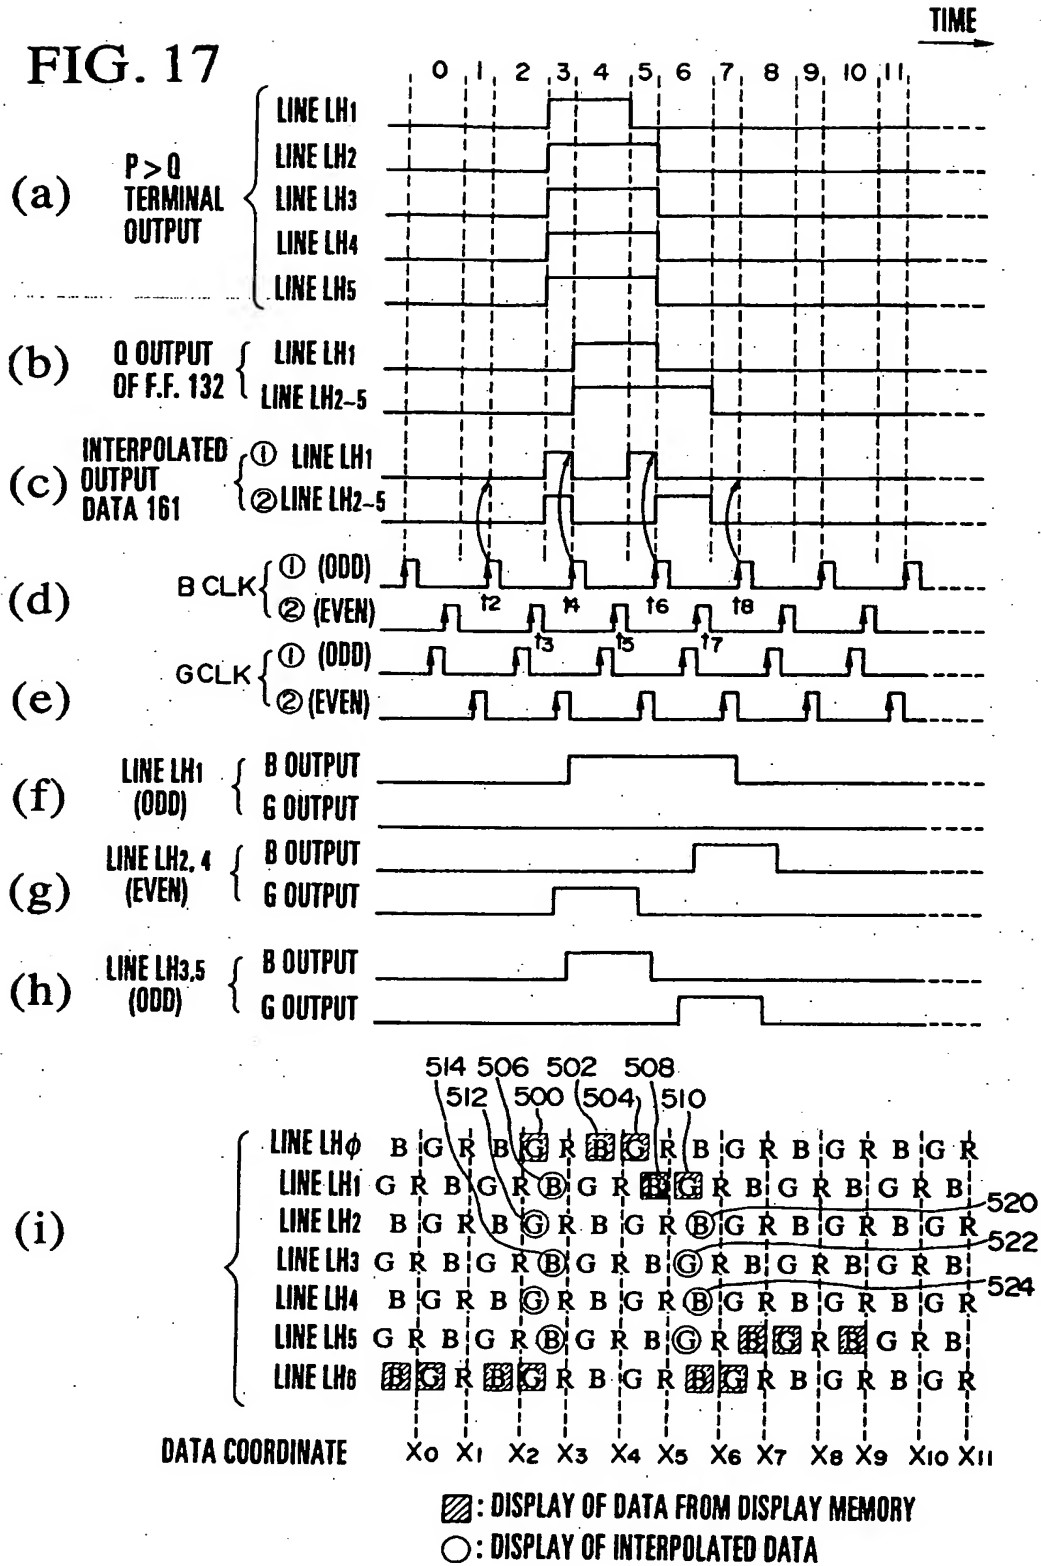 TIME
FIG. 17
0 1 2 3 4 5 6 7 8 9 10 11
(a) P>Q TERMINAL OUTPUT
LINE LH1
LINE LH2
LINE LH3
LINE LH4
LINE LH5
(b) Q OUTPUT OF F.F. 132
LINE LH1
LINE LH2~5
(c) INTERPOLATED OUTPUT DATA 161
① LINE LH1
② LINE LH2~5
(d) B CLK
① (ODD)
t2 t4 t6 t8
② (EVEN)
t3 t5 t7
(e) G CLK
① (ODD)
② (EVEN)
(f) LINE LH1 (ODD)
B OUTPUT
G OUTPUT
(g) LINE LH2, 4 (EVEN)
B OUTPUT
G OUTPUT
(h) LINE LH3,5 (ODD)
B OUTPUT
G OUTPUT
514 506 502 508
512 500 504 510
(i)
LINE LHφ B G R B G R B G R B G R B G R B G R
LINE LH1 G R B G R B G R B G R B G R B G R B
LINE LH2 B G R B G R B G R B G R B G R B G R
520
LINE LH3 G R B G R B G R B G R B G R B G R B
522
LINE LH4 B G R B G R B G R B G R B G R B G R
524
LINE LH5 G R B G R B G R B G R B G R B G R B
LINE LH6 B G R B G R B G R B G R B G R B G R
DATA COORDINATE X0 X1 X2 X3 X4 X5 X6 X7 X8 X9 X10 X11
: DISPLAY OF DATA FROM DISPLAY MEMORY
: DISPLAY OF INTERPOLATED DATA